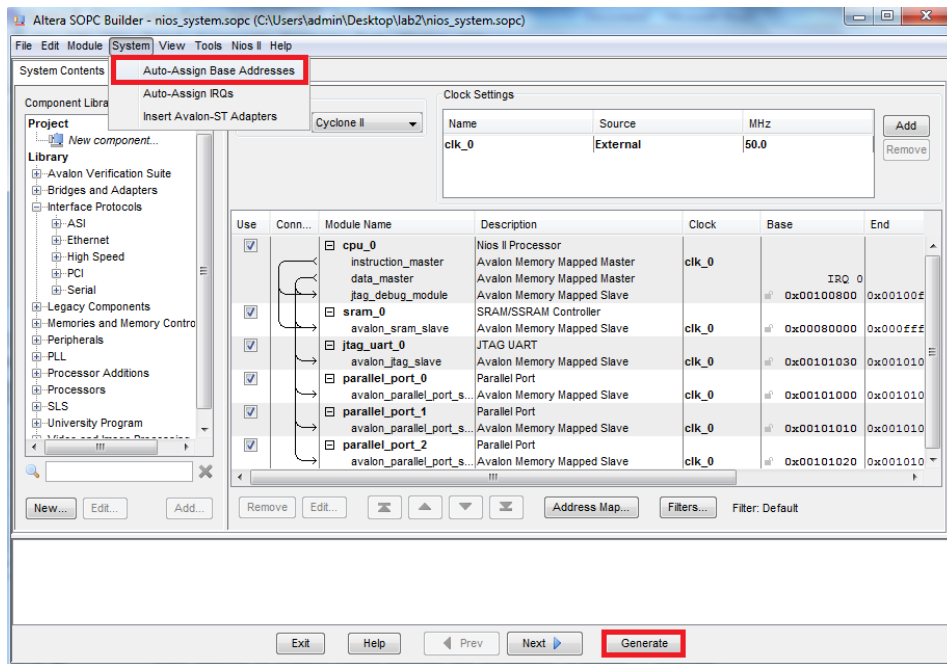 Altera SOPC Builder - nios_system.sopc (C:\Users\admin\Desktop\lab2\nios_system.sopc)
File Edit Module System View Tools Nios II Help
System Contents
Auto-Assign Base Addresses
Auto-Assign IRQs
Insert Avalon-ST Adapters
Component Libra
Project
New component...
Library
Avalon Verification Suite
Bridges and Adapters
Interface Protocols
ASI
Ethernet
High Speed
PCI
Serial
Legacy Components
Memories and Memory Contro
Peripherals
PLL
Processor Additions
Processors
SLS
University Program
New... Edit... Add...
Cyclone II
Clock Settings
Name Source MHz
clk_0 External 50.0
Add
Remove
Use Conn... Module Name Description Clock Base End
cpu_0 Nios II Processor
instruction_master Avalon Memory Mapped Master clk_0
data_master Avalon Memory Mapped Master IRQ 0
jtag_debug_module Avalon Memory Mapped Slave 0x00100800 0x00100f
sram_0 SRAM/SSRAM Controller
avalon_sram_slave Avalon Memory Mapped Slave clk_0 0x00080000 0x000fff
jtag_uart_0 JTAG UART
avalon_jtag_slave Avalon Memory Mapped Slave clk_0 0x00101030 0x001010
parallel_port_0 Parallel Port
avalon_parallel_port_s... Avalon Memory Mapped Slave clk_0 0x00101000 0x001010
parallel_port_1 Parallel Port
avalon_parallel_port_s... Avalon Memory Mapped Slave clk_0 0x00101010 0x001010
parallel_port_2 Parallel Port
avalon_parallel_port_s... Avalon Memory Mapped Slave clk_0 0x00101020 0x001010
Remove Edit... Address Map... Filters... Filter: Default
Exit Help Prev Next Generate